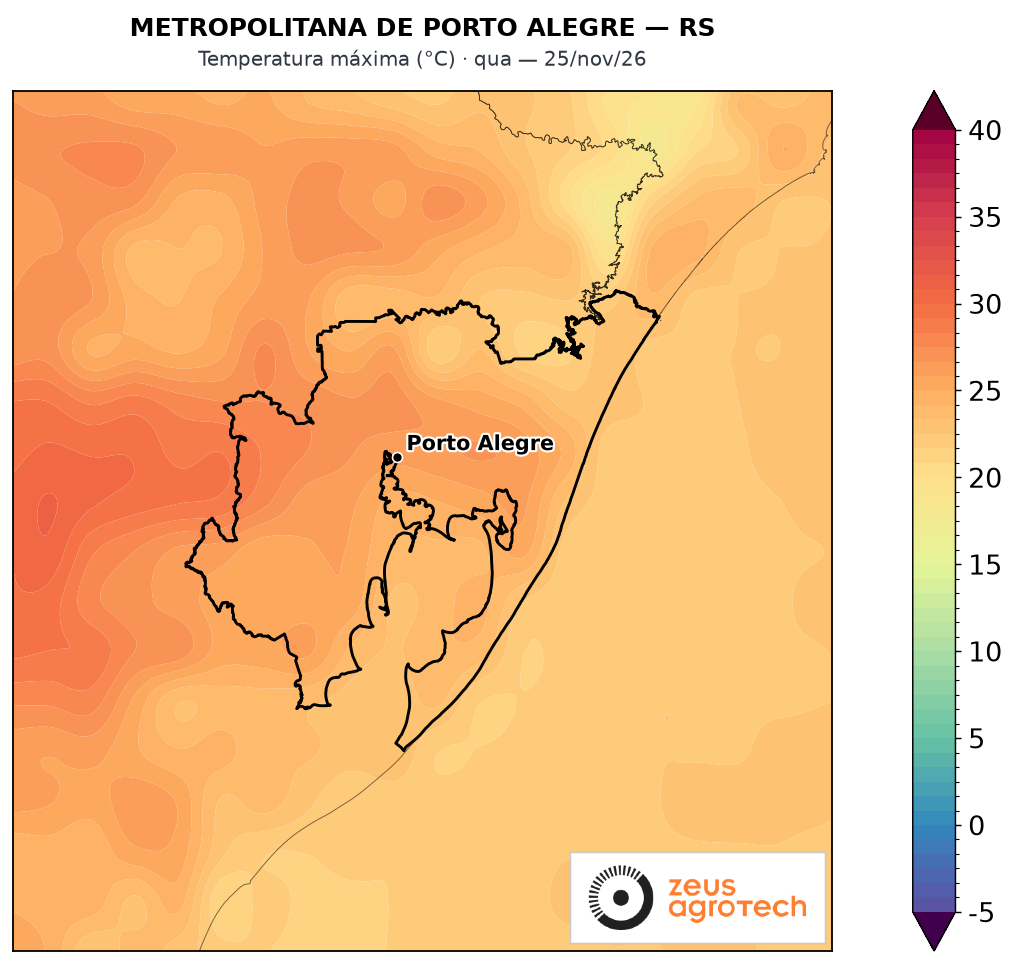 METROPOLITANA DE PORTO ALEGRE — RS
Temperatura máxima (°C) · qua — 25/nov/26
40
35
30
25
20
15
10
5
0
-5
Porto Alegre
zeus
agrotech